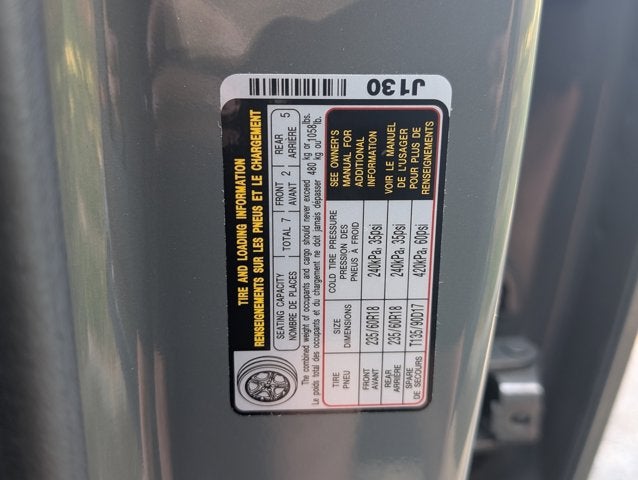 J130
TIRE AND LOADING INFORMATION
RENSEIGNEMENTS SUR LES PNEUS ET LE CHARGEMENT
SEATING CAPACITY TOTAL 7 FRONT 2 REAR 5
NOMBRE DE PLACES AVANT ARRIÈRE
The combined weight of occupants and cargo should never exceed 480 kg or 1058 lbs.
Le poids total des occupants et du chargement ne doit jamais dépasser kg ou lb.
TIRE SIZE COLD TIRE PRESSURE
PNEU DIMENSIONS PRESSION DES
PNEUS À FROID
FRONT
AVANT 235/60R18 240kPa, 35psi
REAR
ARRIÈRE 235/60R18 240kPa, 35psi
SPARE
DE SECOURS T135/90D17 420kPa, 60psi
SEE OWNER'S
MANUAL FOR
ADDITIONAL
INFORMATION
VOIR LE MANUEL
DE L'USAGER
POUR PLUS DE
RENSEIGNEMENTS